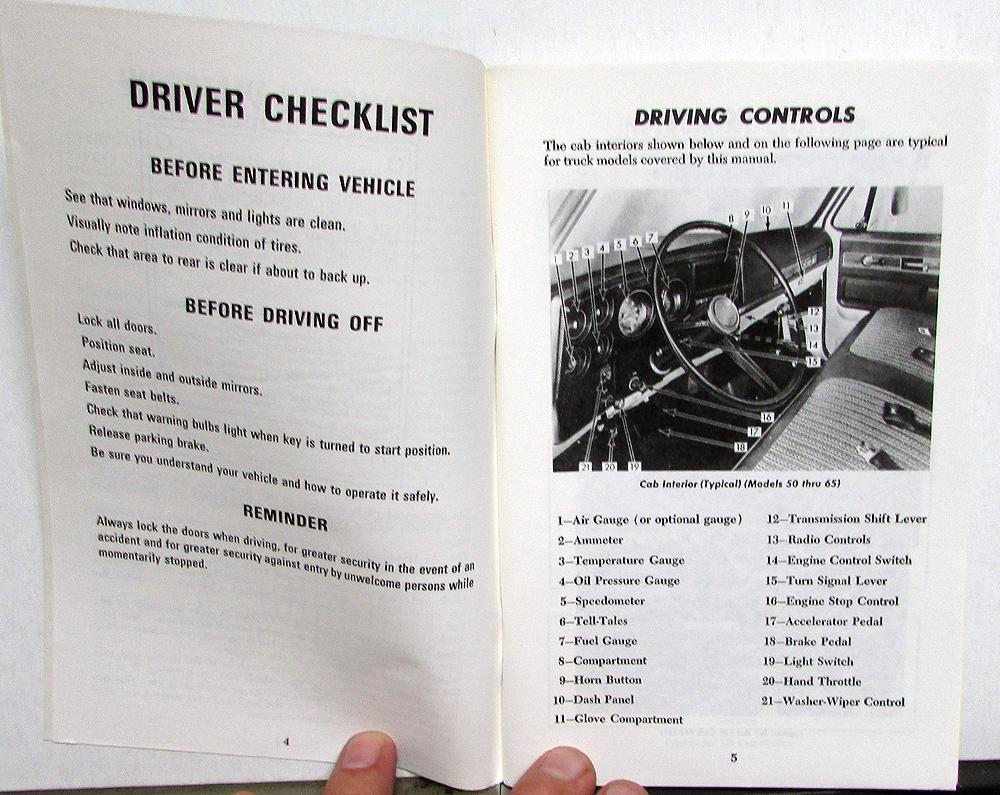 DRIVER CHECKLIST
BEFORE ENTERING VEHICLE
See that windows, mirrors and lights are clean.
Visually note inflation condition of tires.
Check that area to rear is clear if about to back up.
BEFORE DRIVING OFF
Lock all doors.
Position seat.
Adjust inside and outside mirrors.
Fasten seat belts.
Check that warning bulbs light when key is turned to start position.
Release parking brake.
Be sure you understand your vehicle and how to operate it safely.
REMINDER
Always lock the doors when driving, for greater security in the event of an
accident and for greater security against entry by unwelcome persons while
momentarily stopped.
4
DRIVING CONTROLS
The cab interiors shown below and on the following page are typical
for truck models covered by this manual.
1 2 3 4 5 6 7 8 9 10 11
12
13
14
15
16
17
18
21 20 19
Cab Interior (Typical) (Models 50 thru 65)
1—Air Gauge (or optional gauge)
2—Ammeter
3—Temperature Gauge
4—Oil Pressure Gauge
5—Speedometer
6—Tell-Tales
7—Fuel Gauge
8—Compartment
9—Horn Button
10—Dash Panel
11—Glove Compartment
12—Transmission Shift Lever
13—Radio Controls
14—Engine Control Switch
15—Turn Signal Lever
16—Engine Stop Control
17—Accelerator Pedal
18—Brake Pedal
19—Light Switch
20—Hand Throttle
21—Washer-Wiper Control
5